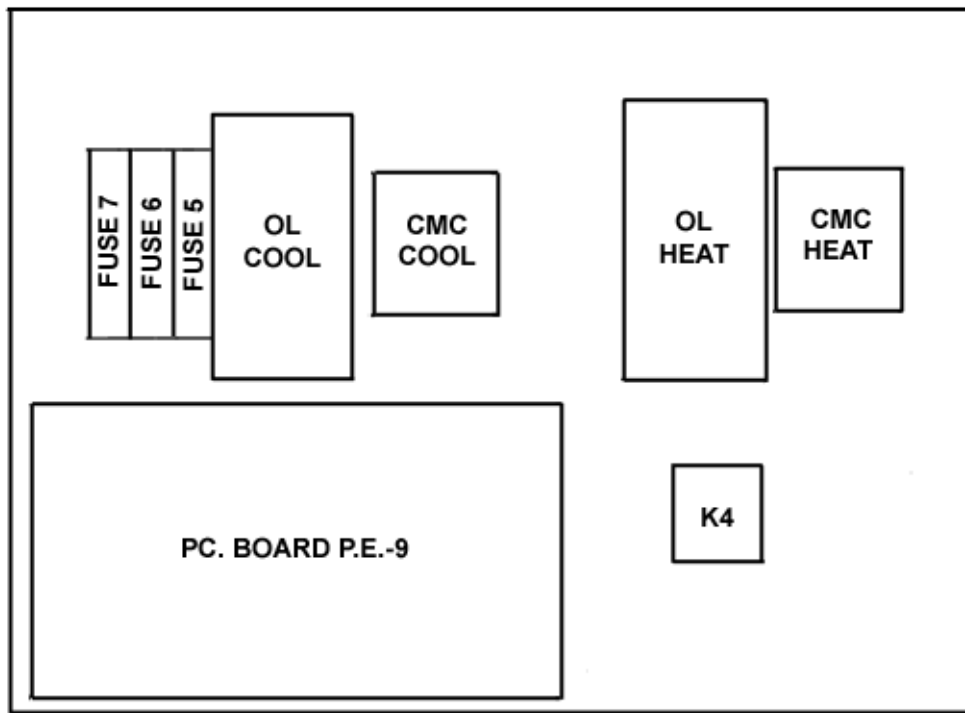 FUSE 7
FUSE 6
FUSE 5
OL
COOL
CMC
COOL
OL
HEAT
CMC
HEAT
PC. BOARD P.E.-9
K4